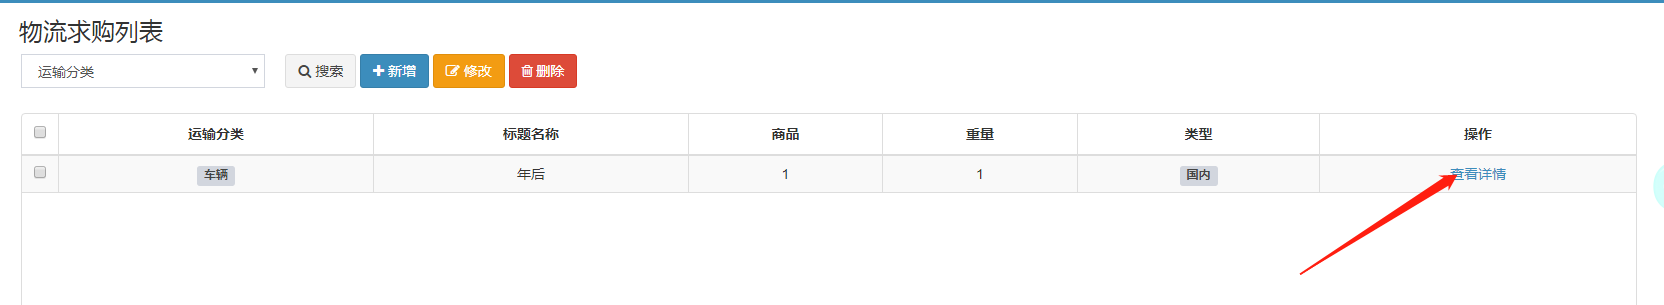 物流求购列表
运输分类 搜索 新增 修改 删除
运输分类 标题名称 商品 重量 类型 操作
车辆 年后 1 1 国内 查看详情